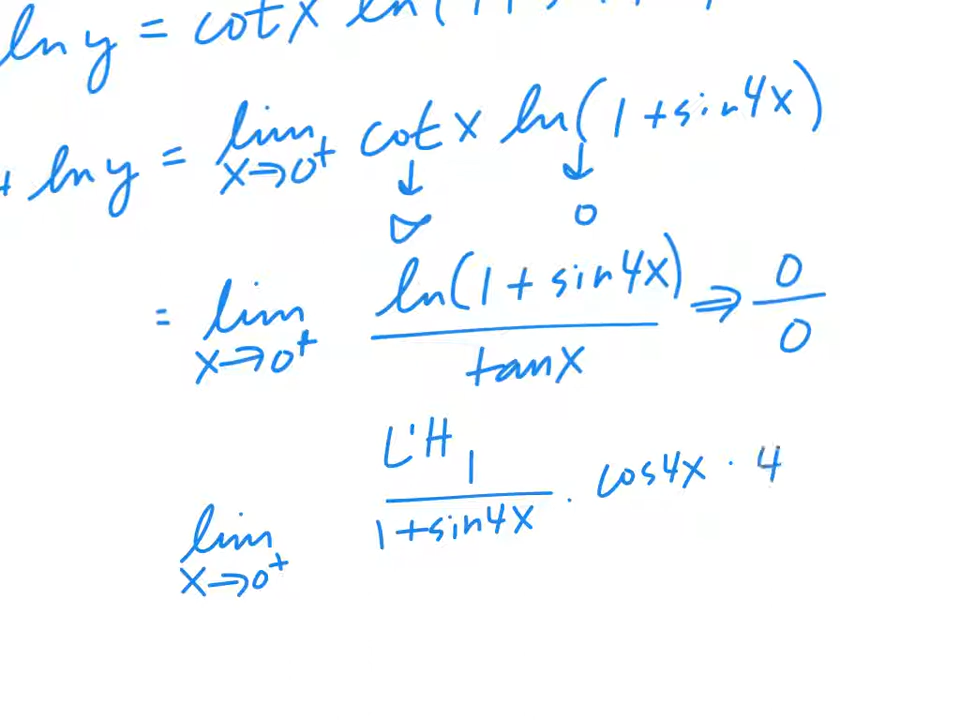 ln y = cot x ln(
ln y = lim x→0⁺ cot x ln(1 + sin 4x)
↓ ↓
∞ 0
= lim x→0⁺ ln(1 + sin 4x) / tan x ⇒ 0/0
L'H
lim x→0⁺ 1/(1 + sin 4x) · cos 4x · 4